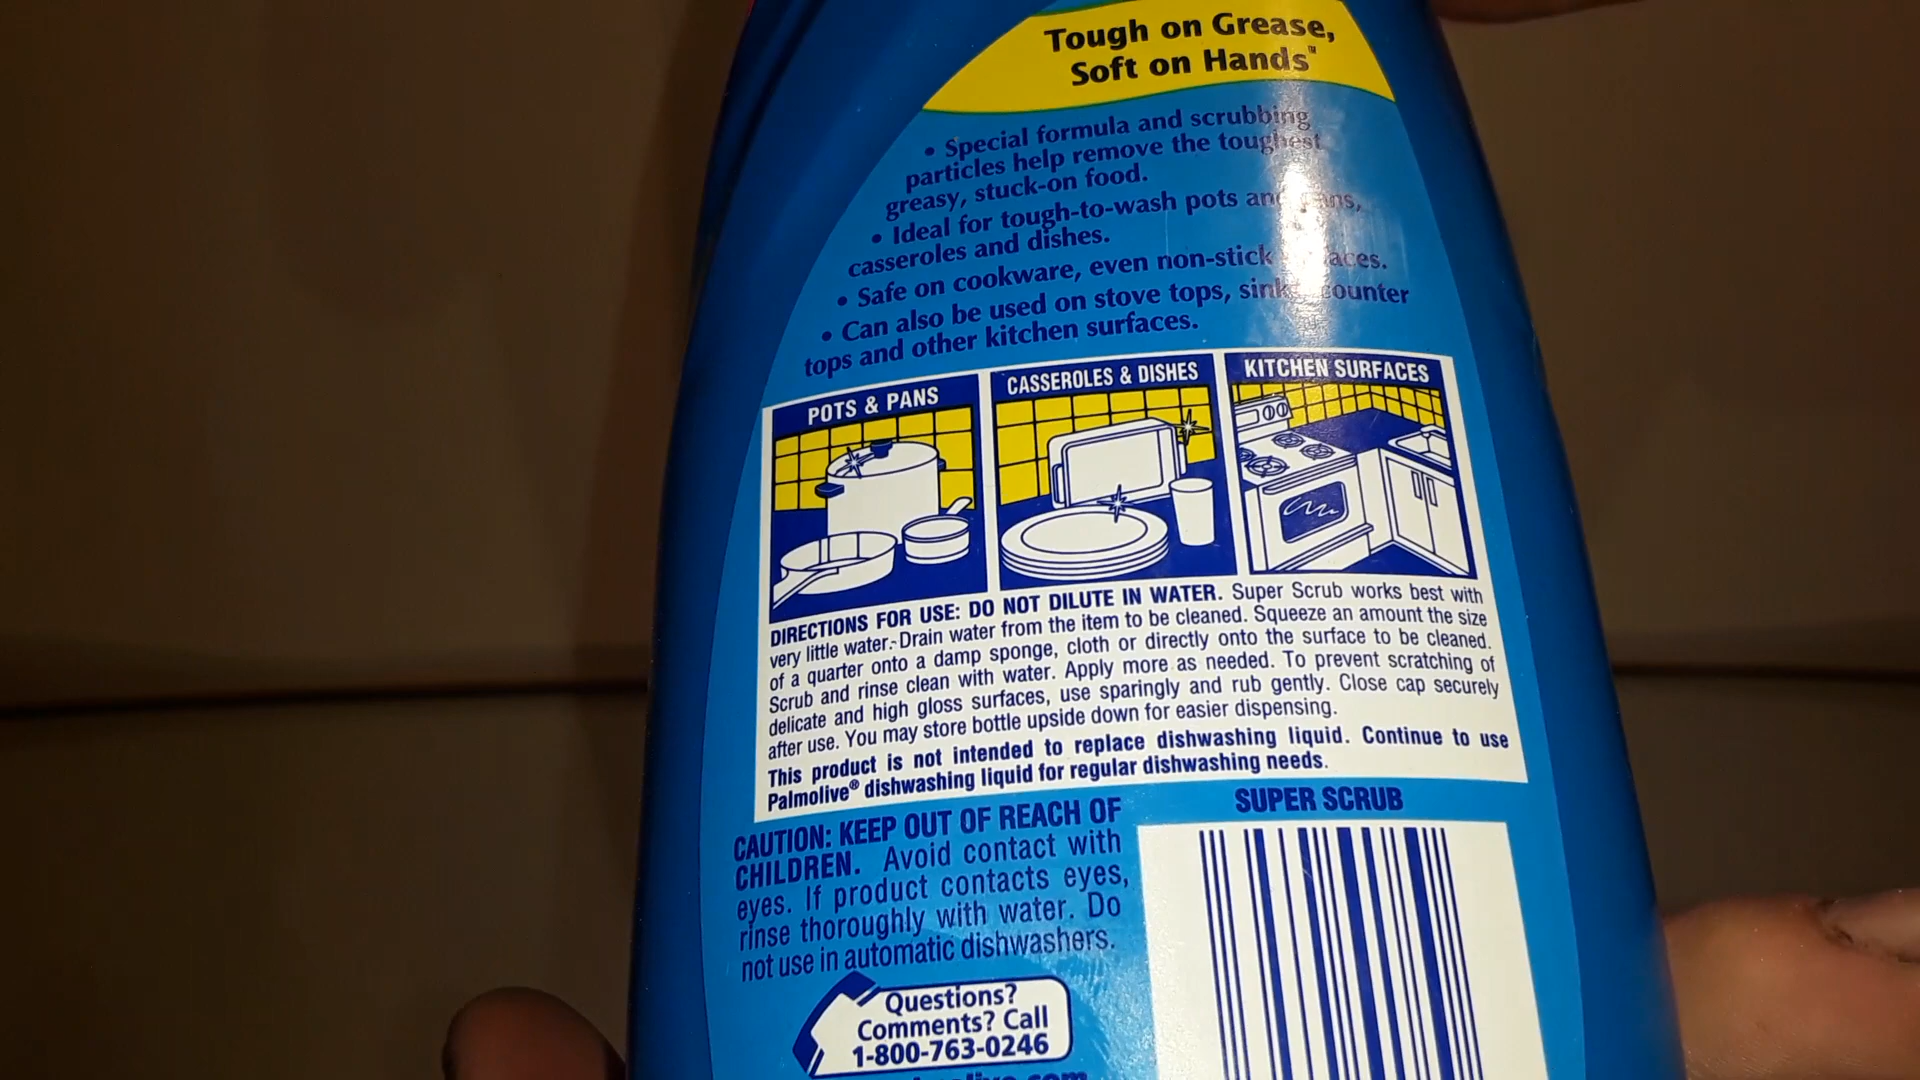 Tough on Grease,
Soft on Hands™
• Special formula and scrubbing
particles help remove the toughest
greasy, stuck-on food.
• Ideal for tough-to-wash pots and pans,
casseroles and dishes.
• Safe on cookware, even non-stick
• Can also be used on stove tops, sinks, counter
tops and other kitchen surfaces.
POTS & PANS
CASSEROLES & DISHES
KITCHEN SURFACES
DIRECTIONS FOR USE: DO NOT DILUTE IN WATER. Super Scrub works best with
very little water. Drain water from the item to be cleaned. Squeeze an amount the size
of a quarter onto a damp sponge, cloth or directly onto the surface to be cleaned.
Scrub and rinse clean with water. Apply more as needed. To prevent scratching of
delicate and high gloss surfaces, use sparingly and rub gently. Close cap securely
after use. You may store bottle upside down for easier dispensing.
This product is not intended to replace dishwashing liquid. Continue to use
Palmolive® dishwashing liquid for regular dishwashing needs.
CAUTION: KEEP OUT OF REACH OF
CHILDREN. Avoid contact with
eyes. If product contacts eyes,
rinse thoroughly with water. Do
not use in automatic dishwashers.
SUPER SCRUB
Questions?
Comments? Call
1-800-763-0246